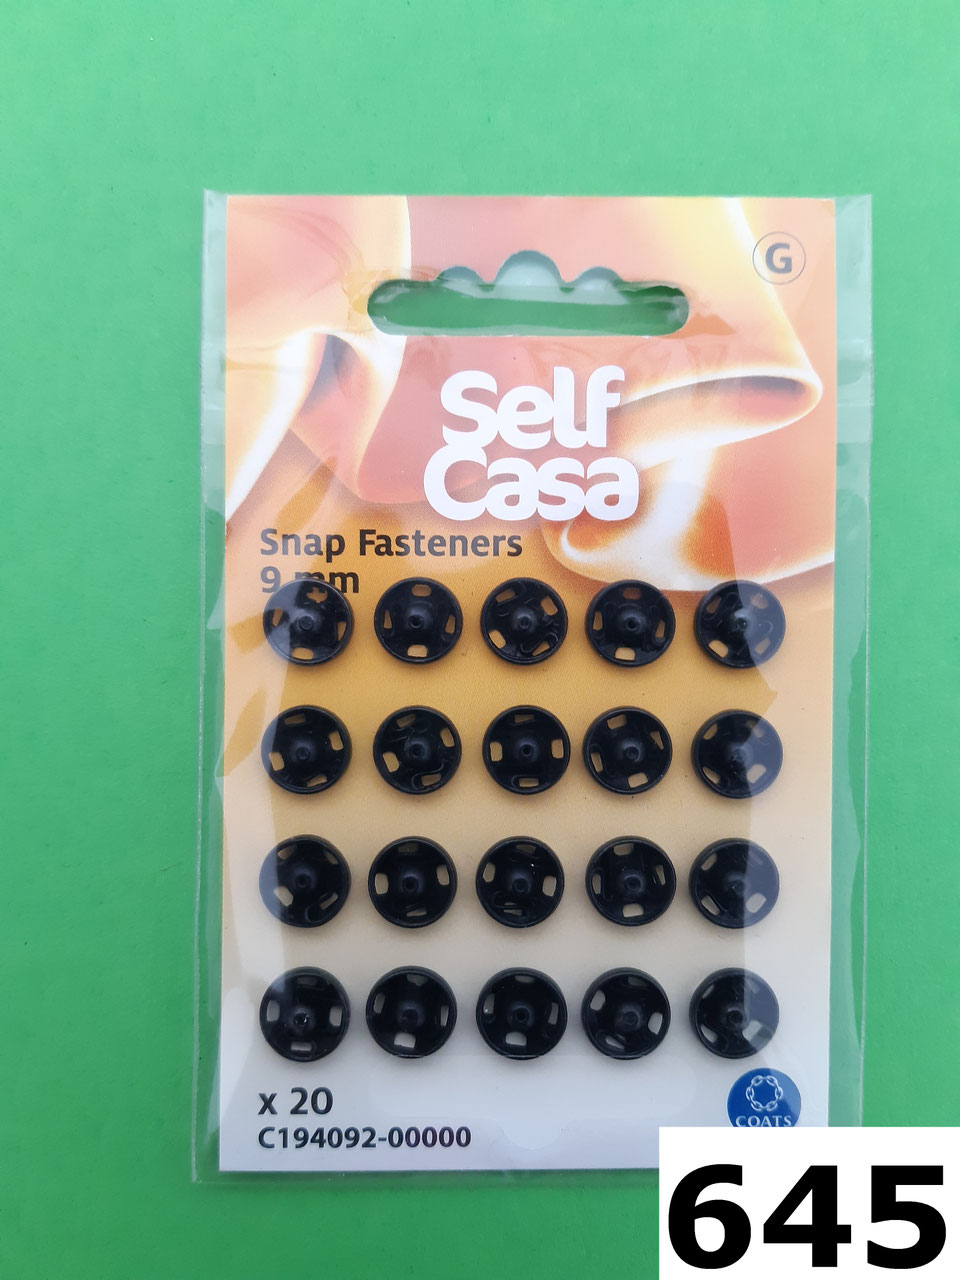 G
Self
Casa
Snap Fasteners
9 mm
x 20
C194092-00000
COATS
645